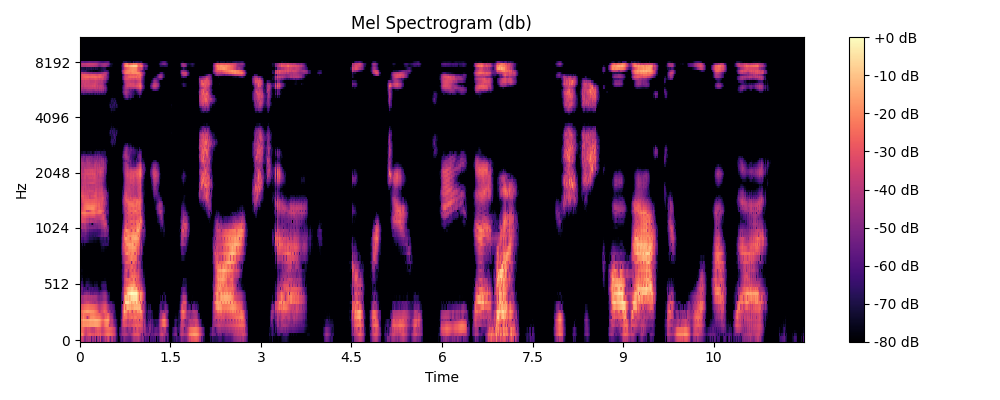 Mel Spectrogram (db)
8192
4096
2048
1024
512
0
Hz
0 1.5 3 4.5 6 7.5 9 10
Time
+0 dB
-10 dB
-20 dB
-30 dB
-40 dB
-50 dB
-60 dB
-70 dB
-80 dB